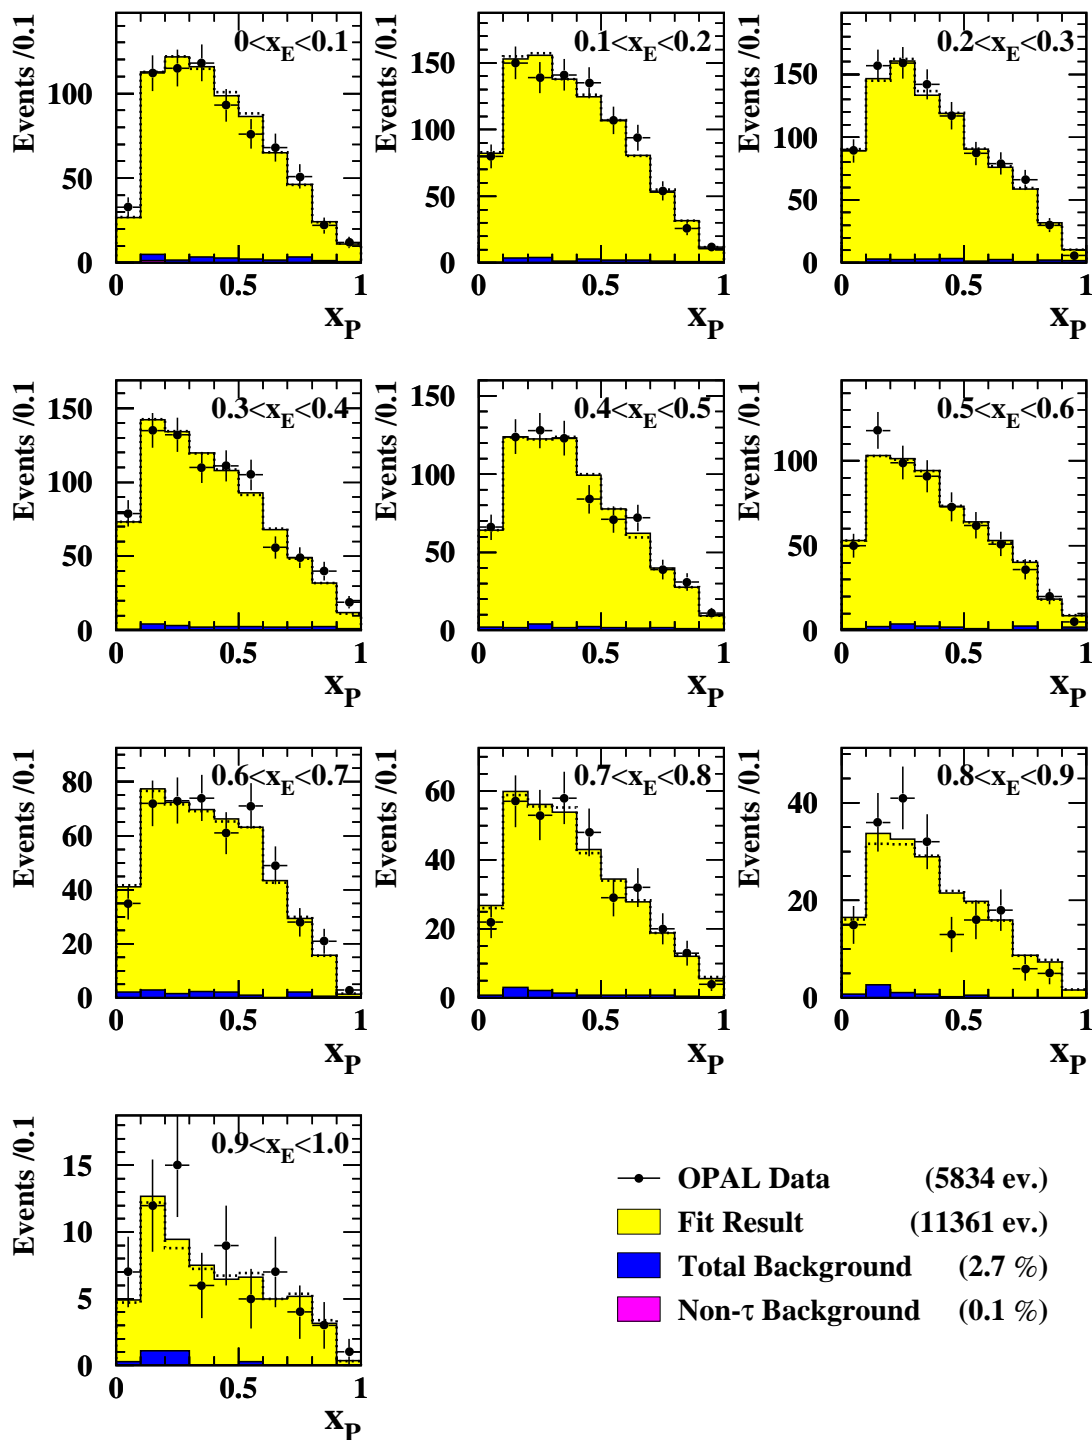 Events /0.1
0<x_E<0.1
100
50
0
0 0.5 1
x_P
Events /0.1
0.1<x_E<0.2
150
100
50
0
0 0.5 1
x_P
Events /0.1
0.2<x_E<0.3
150
100
50
0
0 0.5 1
x_P
Events /0.1
0.3<x_E<0.4
150
100
50
0
0 0.5 1
x_P
Events /0.1
0.4<x_E<0.5
150
100
50
0
0 0.5 1
x_P
Events /0.1
0.5<x_E<0.6
100
50
0
0 0.5 1
x_P
Events /0.1
0.6<x_E<0.7
80
60
40
20
0
0 0.5 1
x_P
Events /0.1
0.7<x_E<0.8
60
40
20
0
0 0.5 1
x_P
Events /0.1
0.8<x_E<0.9
40
20
0
0 0.5 1
x_P
Events /0.1
0.9<x_E<1.0
15
10
5
0
0 0.5 1
x_P
OPAL Data (5834 ev.)
Fit Result (11361 ev.)
Total Background (2.7 %)
Non-τ Background (0.1 %)